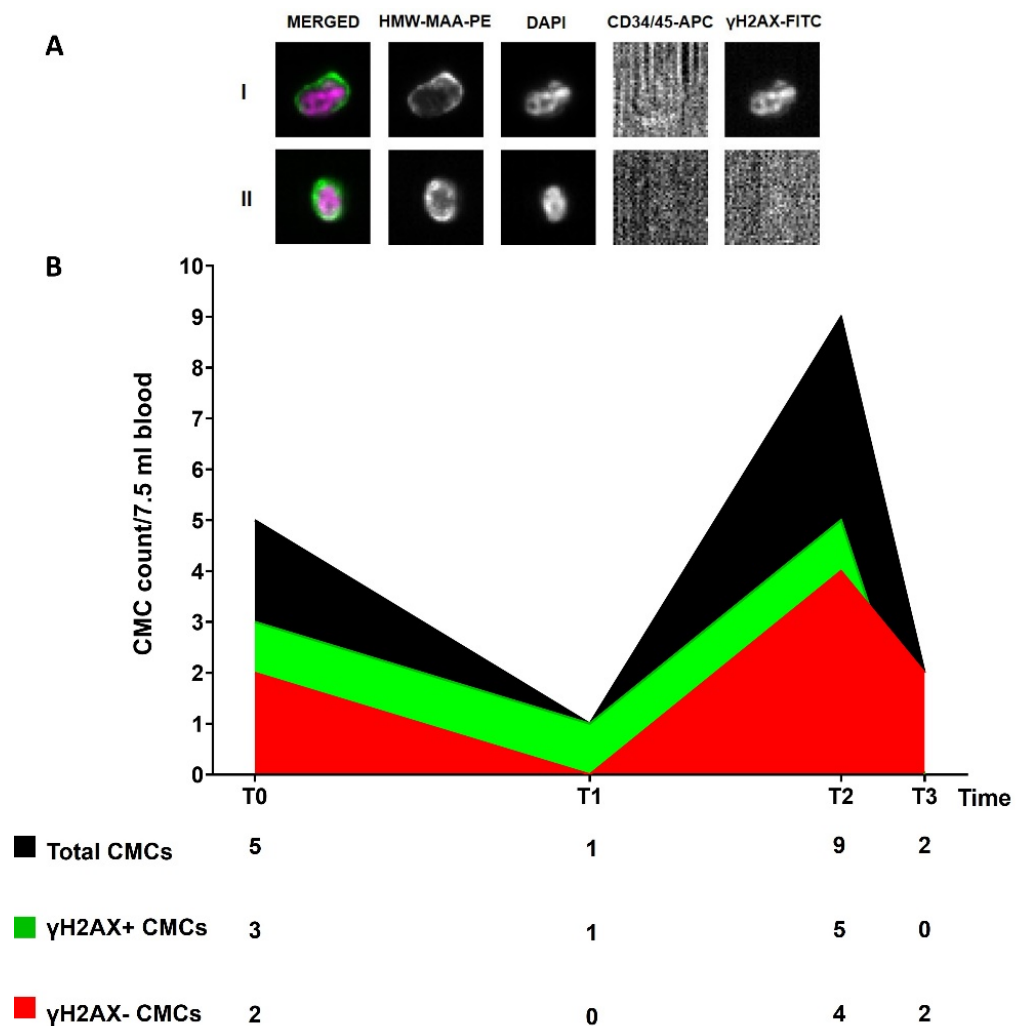 A
MERGED HMW-MAA-PE DAPI CD34/45-APC γH2AX-FITC
I
II
B
CMC count/7.5 ml blood
10
9
8
7
6
5
4
3
2
1
0
T0 T1 T2 T3 Time
Total CMCs 5 1 9 2
γH2AX+ CMCs 3 1 5 0
γH2AX- CMCs 2 0 4 2